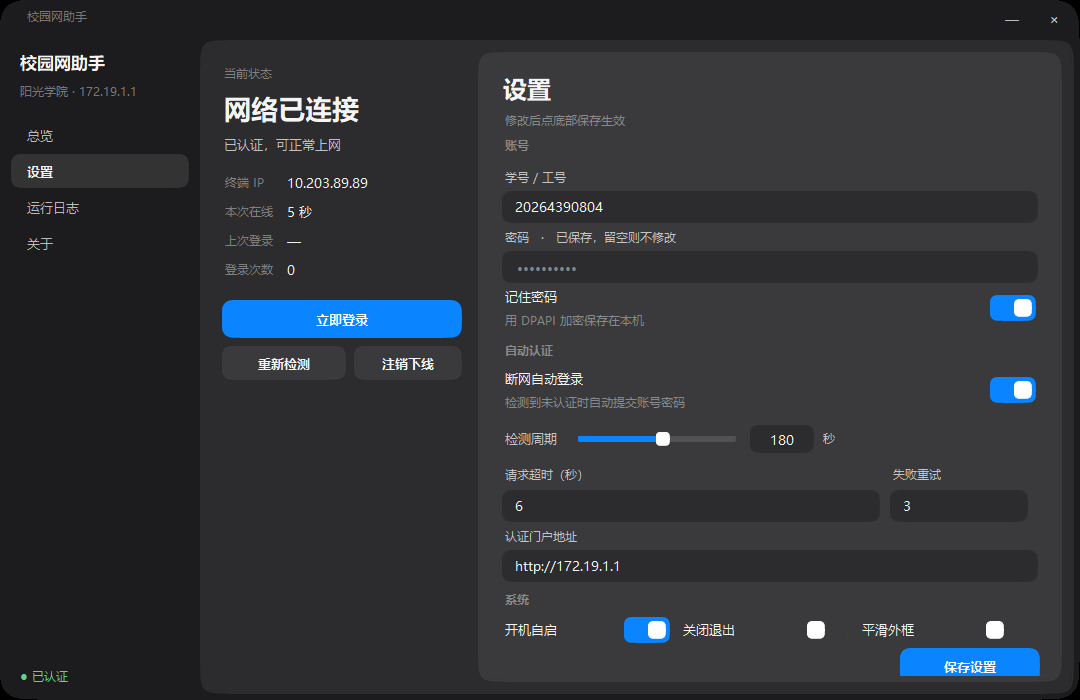 校园网助手
— ×
校园网助手
阳光学院 · 172.19.1.1
总览
设置
运行日志
关于
● 已认证
当前状态
网络已连接
已认证，可正常上网
终端 IP 10.203.89.89
本次在线 5 秒
上次登录 —
登录次数 0
立即登录
重新检测 注销下线
设置
修改后点底部保存生效
账号
学号 / 工号
20264390804
密码 · 已保存，留空则不修改
••••••••••
记住密码
用 DPAPI 加密保存在本机
自动认证
断网自动登录
检测到未认证时自动提交账号密码
检测周期 180 秒
请求超时（秒） 失败重试
6 3
认证门户地址
http://172.19.1.1
系统
开机自启 关闭退出 平滑外框
保存设置